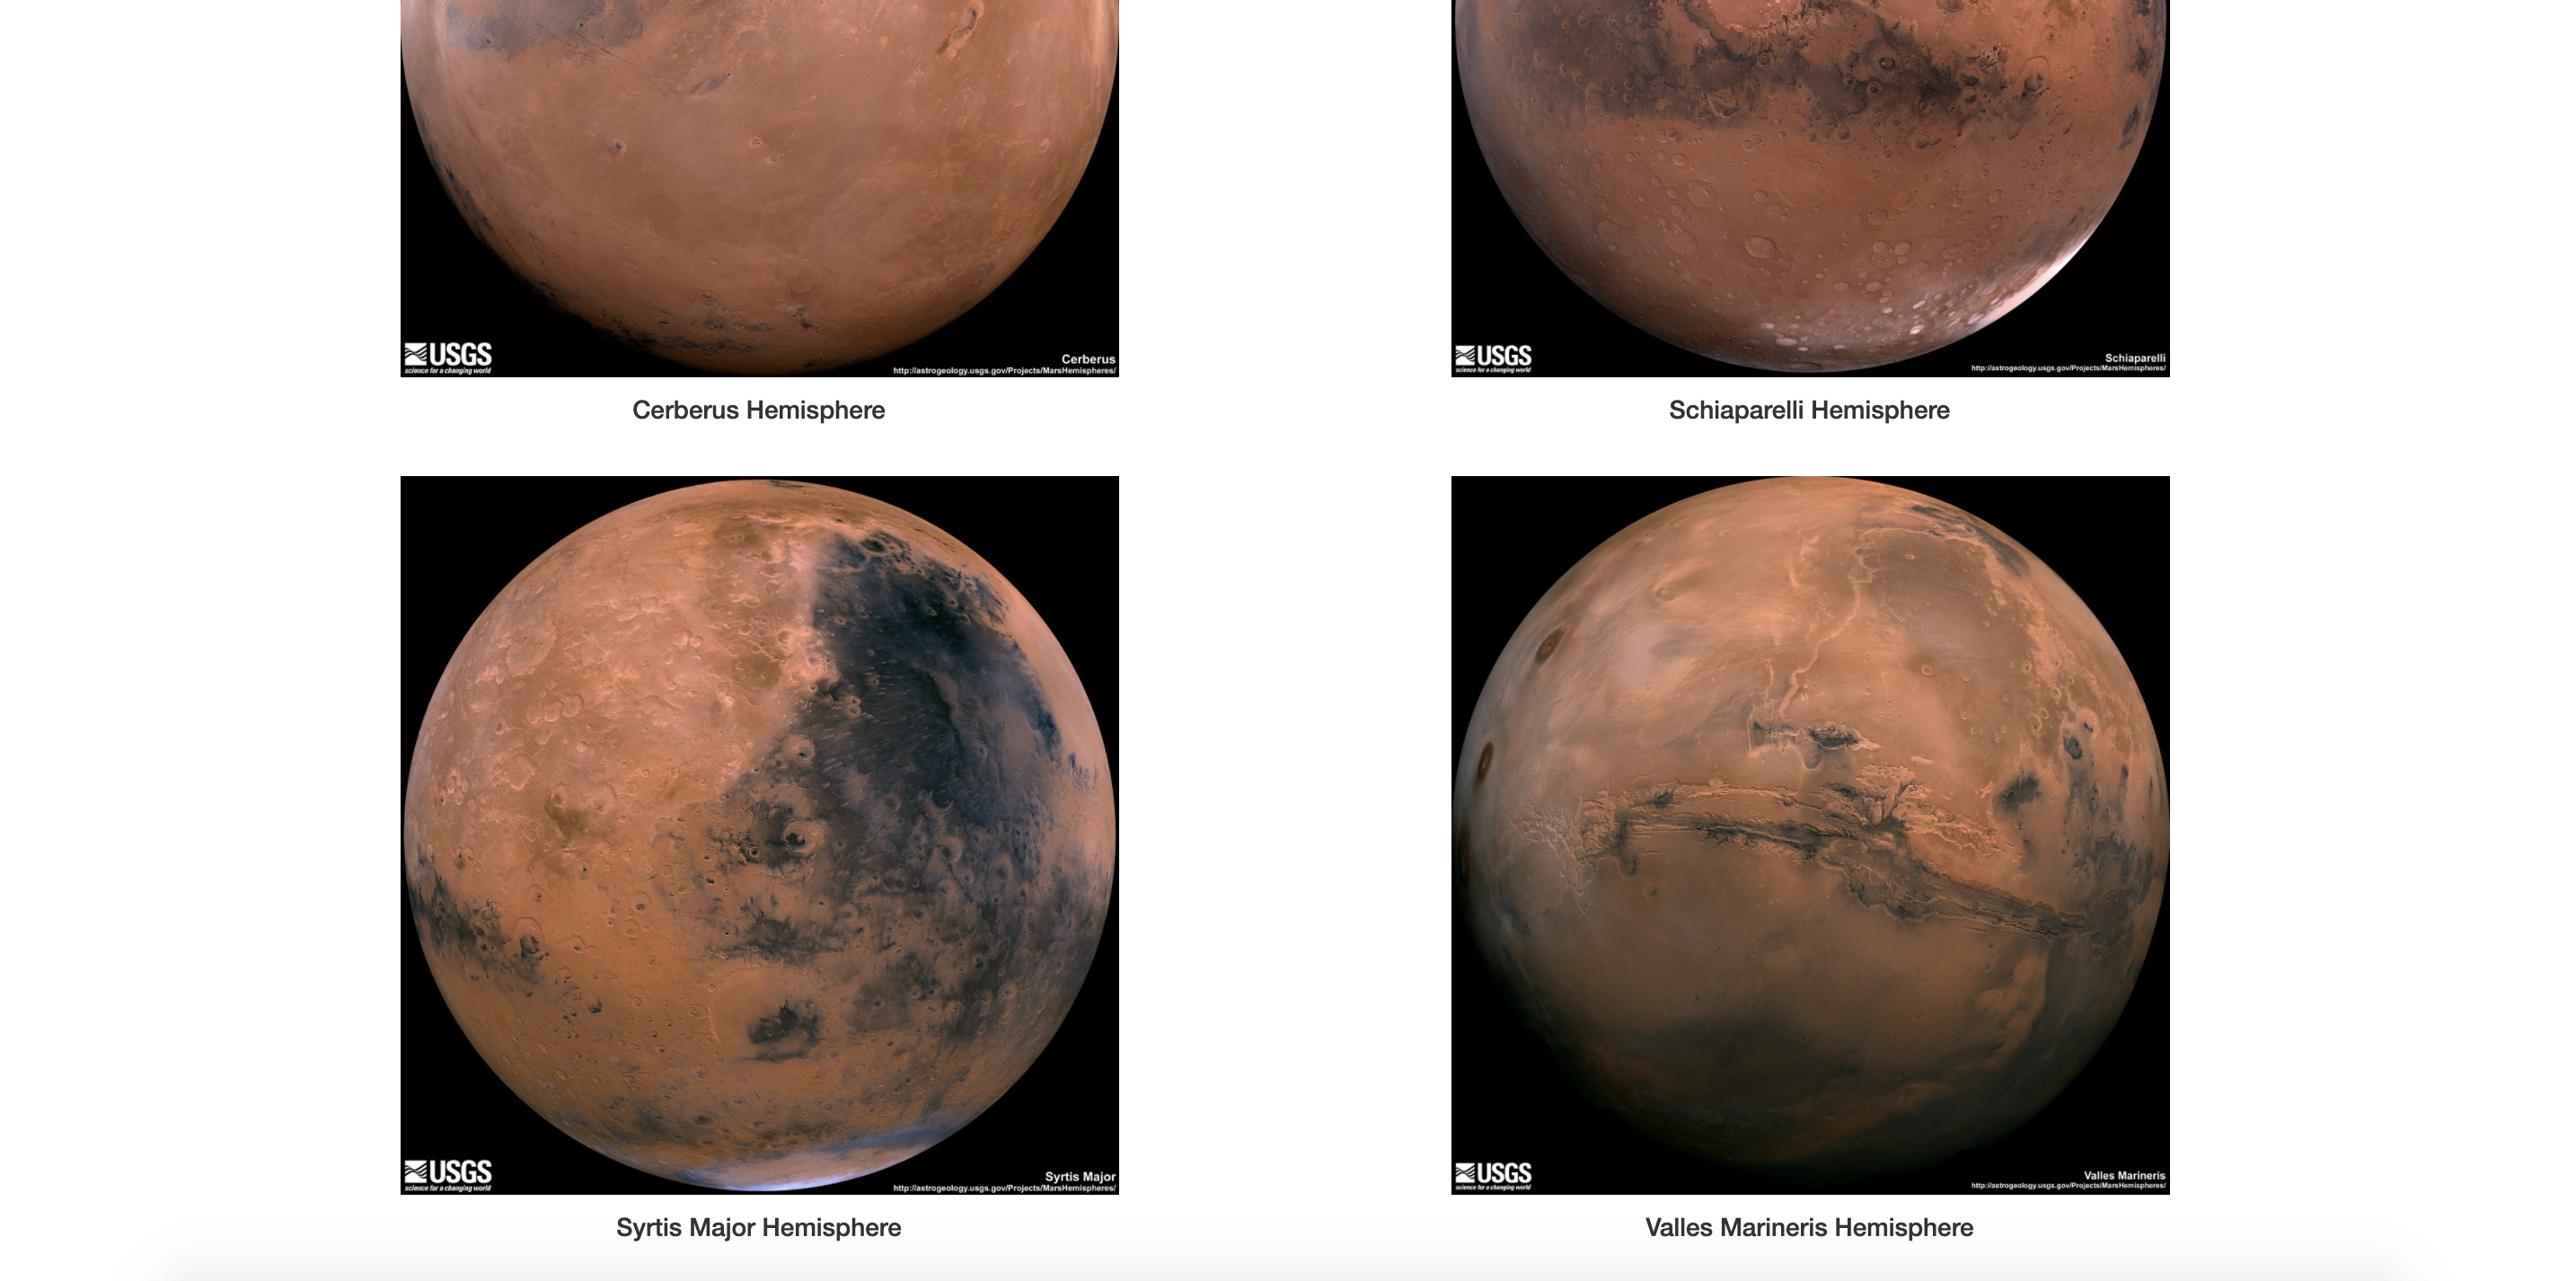 USGS
science for a changing world
Cerberus
http://astrogeology.usgs.gov/Projects/MarsHemispheres/
Cerberus Hemisphere
USGS
science for a changing world
Schiaparelli
http://astrogeology.usgs.gov/Projects/MarsHemispheres/
Schiaparelli Hemisphere
USGS
science for a changing world
Syrtis Major
http://astrogeology.usgs.gov/Projects/MarsHemispheres/
Syrtis Major Hemisphere
USGS
science for a changing world
Valles Marineris
http://astrogeology.usgs.gov/Projects/MarsHemispheres/
Valles Marineris Hemisphere